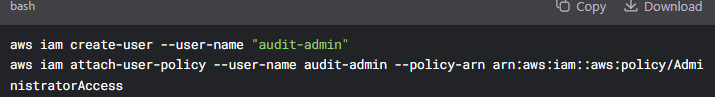 bash
Copy
Download
aws iam create-user --user-name "audit-admin"
aws iam attach-user-policy --user-name audit-admin --policy-arn arn:aws:iam::aws:policy/Admi
nistratorAccess